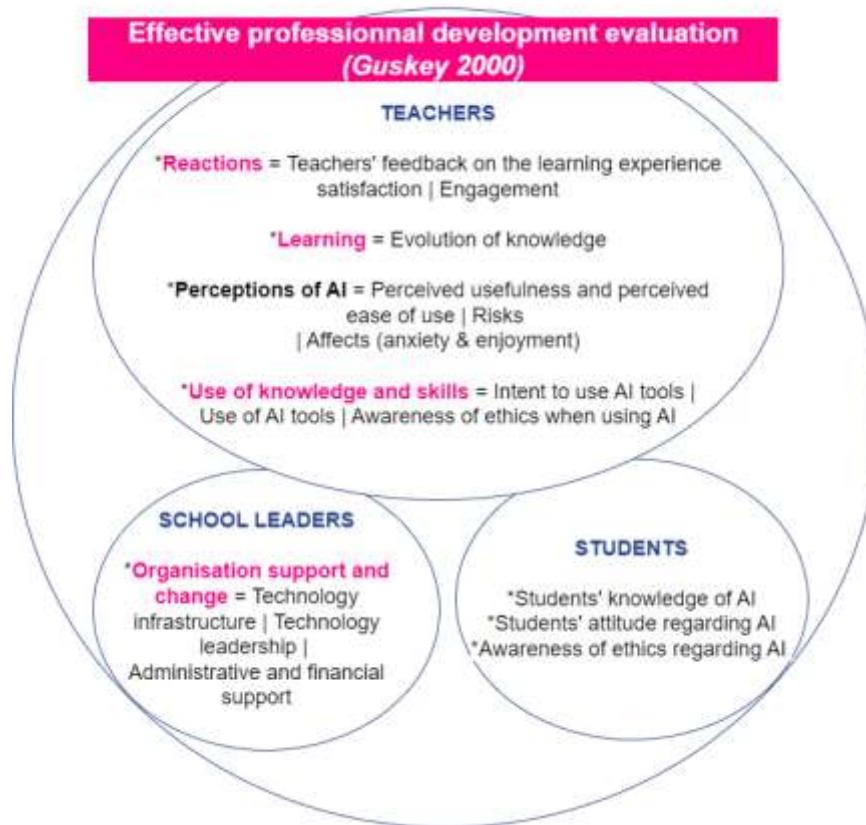 Effective professionnal development evaluation
(Guskey 2000)
TEACHERS
*Reactions = Teachers' feedback on the learning experience
satisfaction | Engagement
*Learning = Evolution of knowledge
*Perceptions of AI = Perceived usefulness and perceived
ease of use | Risks
| Affects (anxiety & enjoyment)
*Use of knowledge and skills = Intent to use AI tools |
Use of AI tools | Awareness of ethics when using AI
SCHOOL LEADERS
*Organisation support and
change = Technology
infrastructure | Technology
leadership |
Administrative and financial
support
STUDENTS
*Students' knowledge of AI
*Students' attitude regarding AI
*Awareness of ethics regarding AI